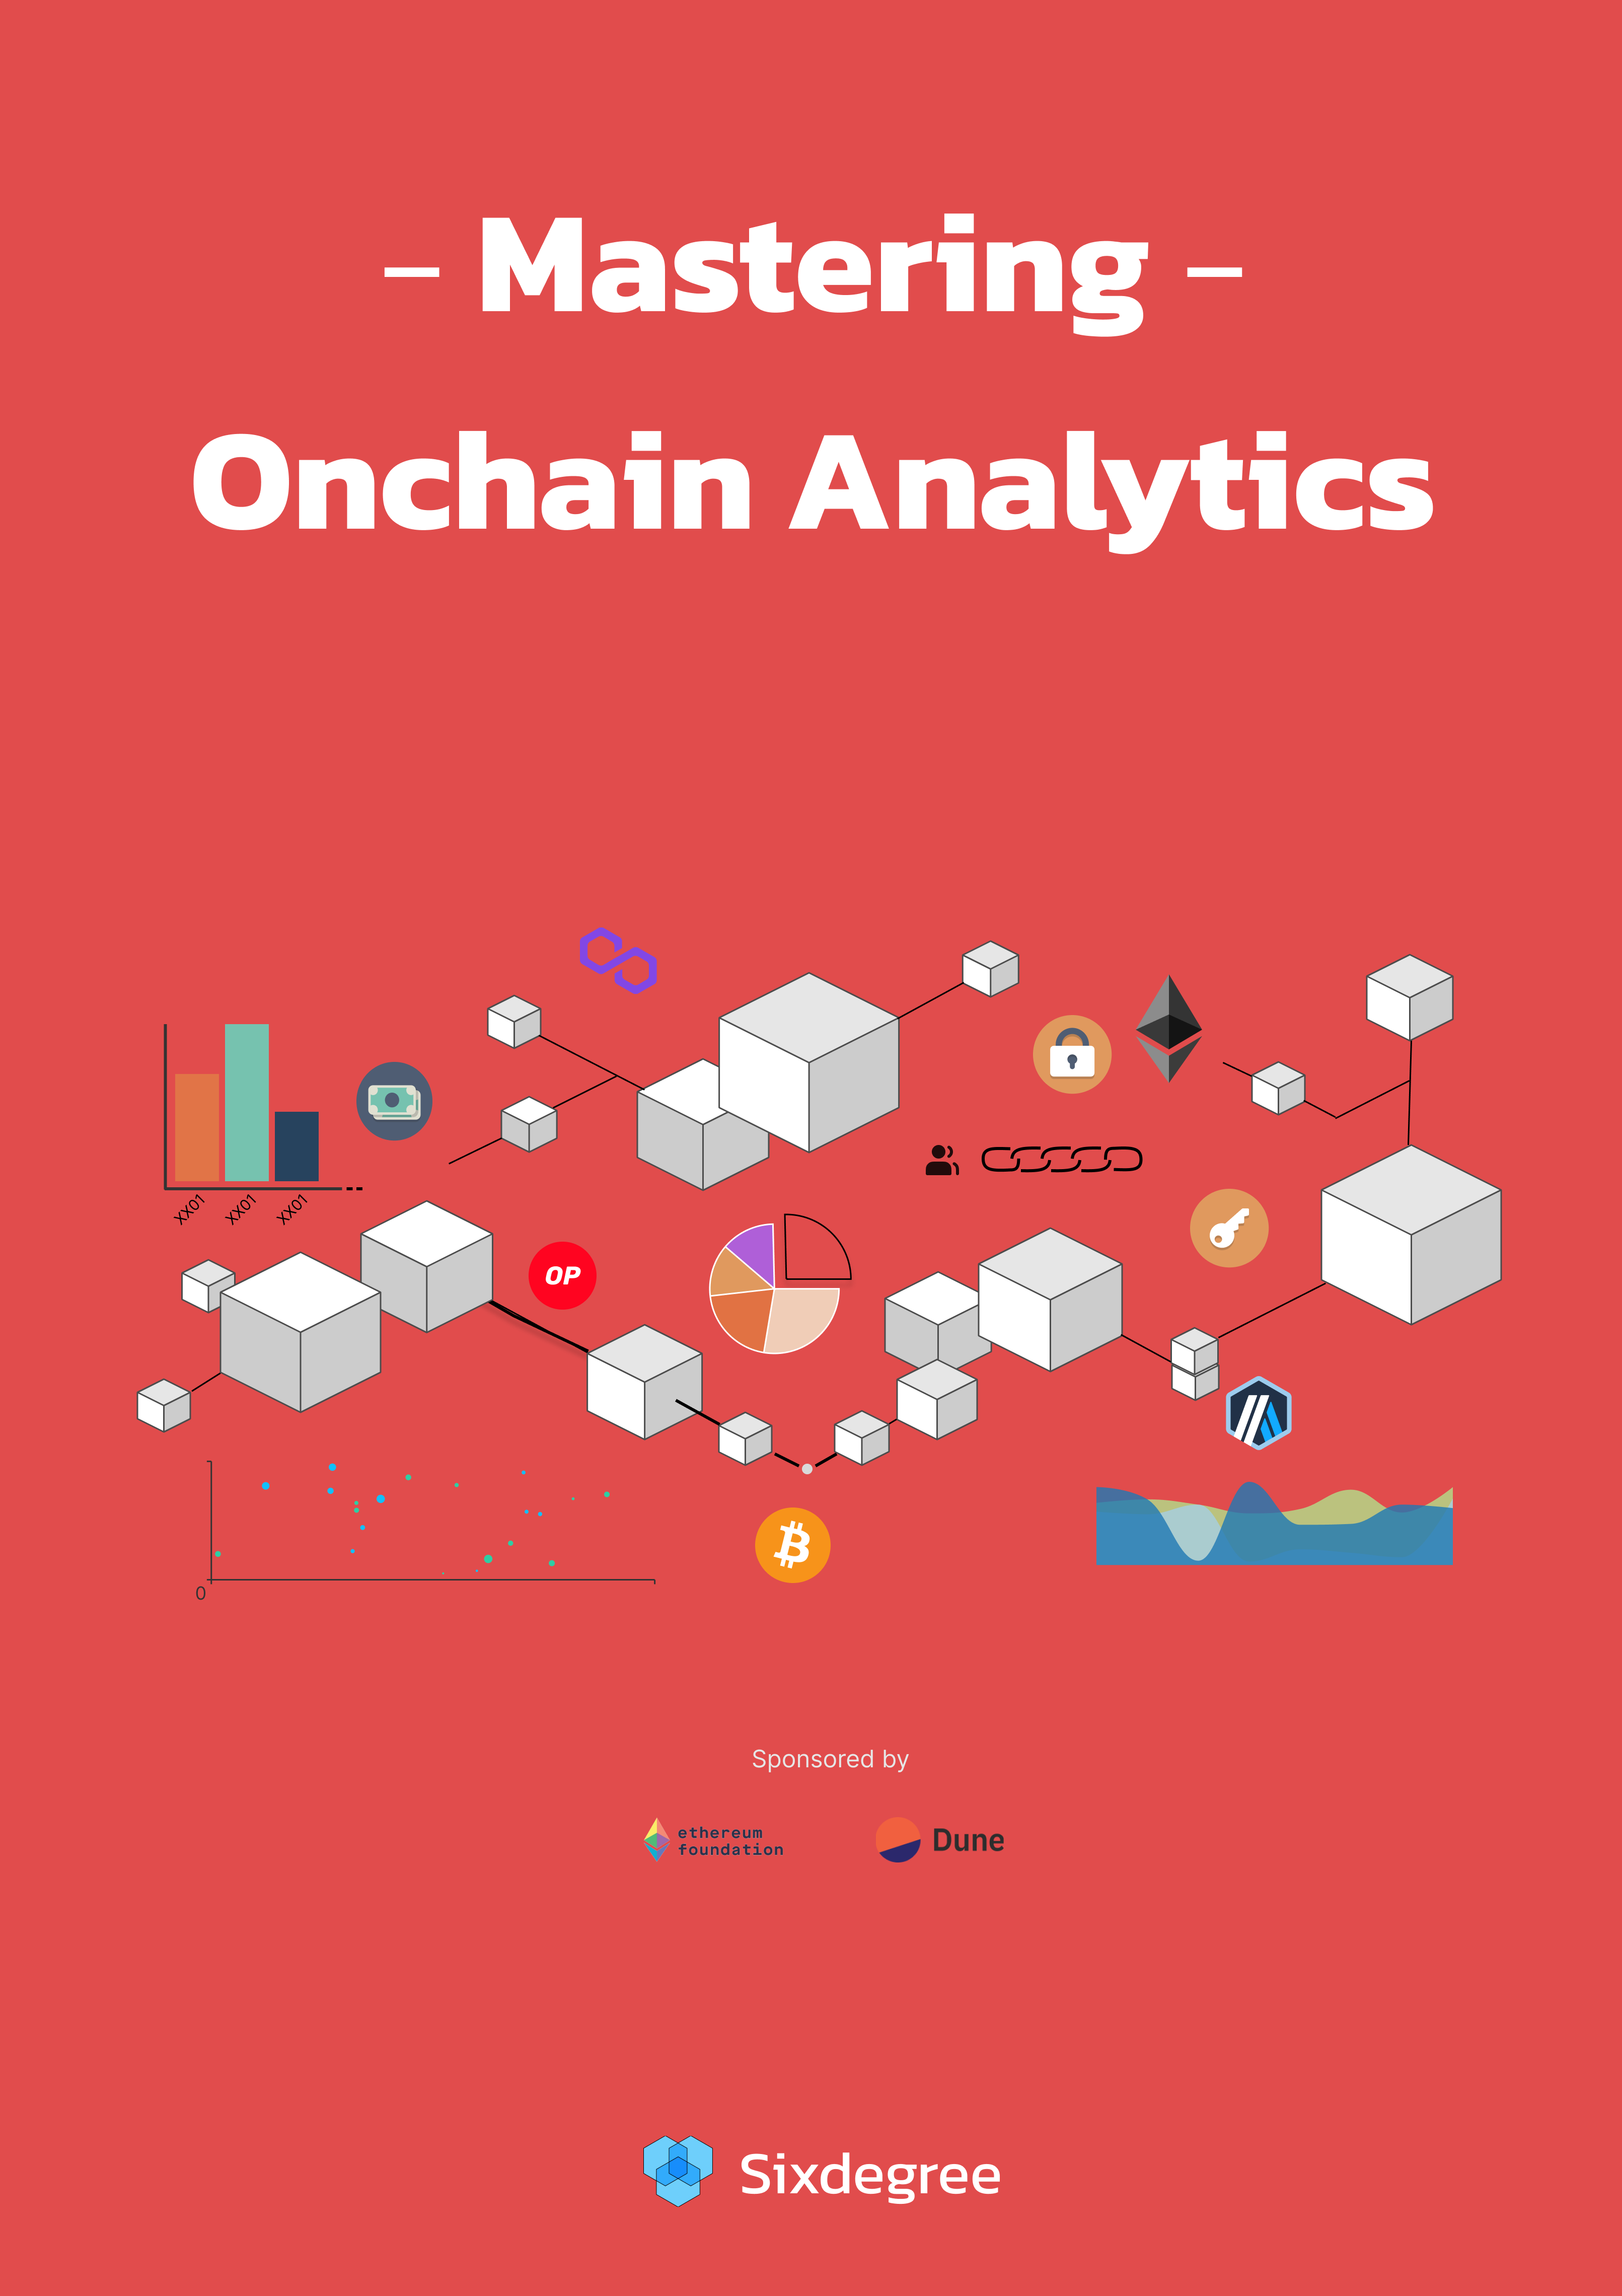 – Mastering –
Onchain Analytics
XX01 XX01 XX01
OP
0
Sponsored by
ethereum
foundation
Dune
Sixdegree